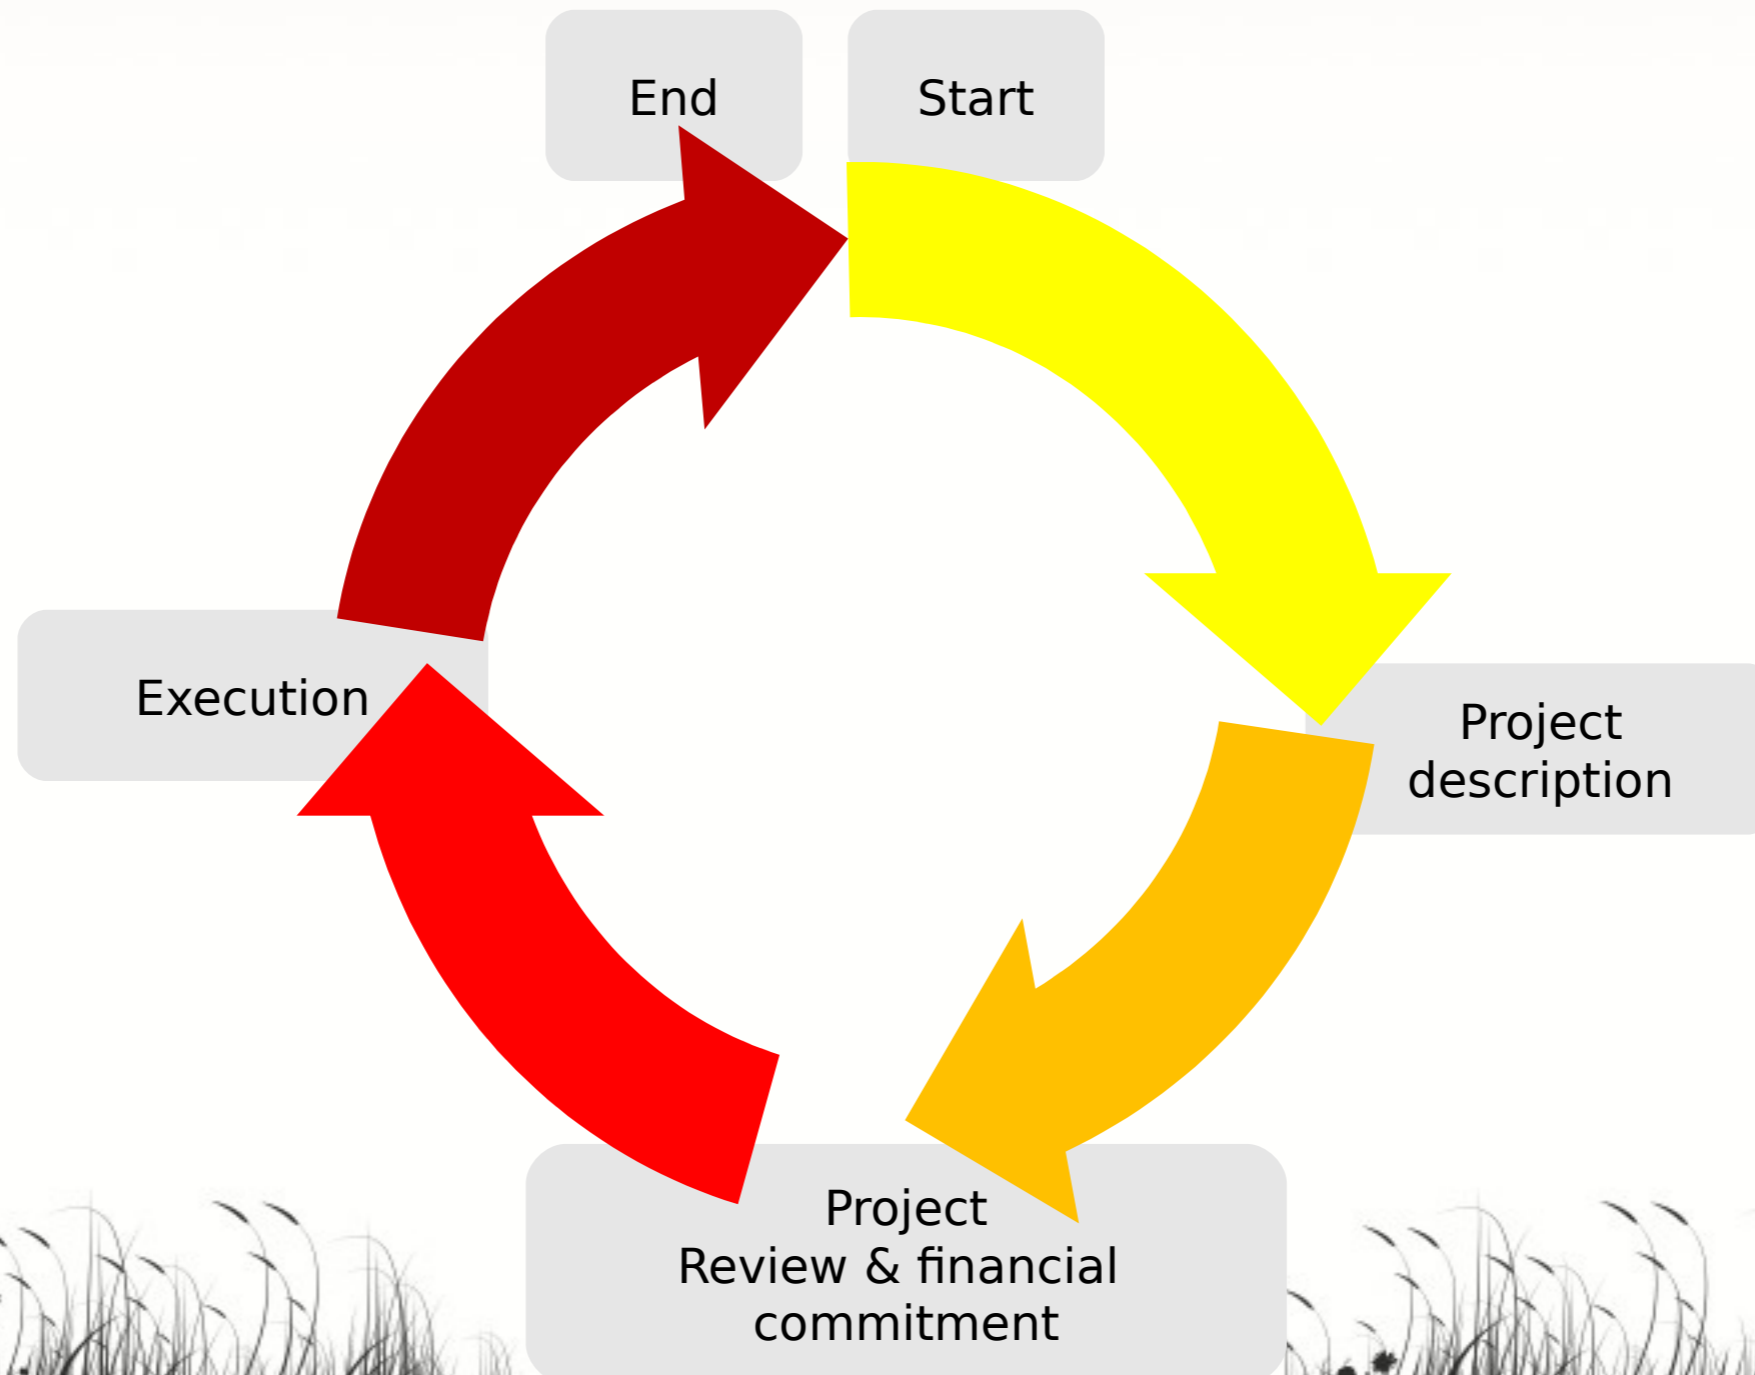 End
Start
Execution
Project
description
Project
Review & financial
commitment